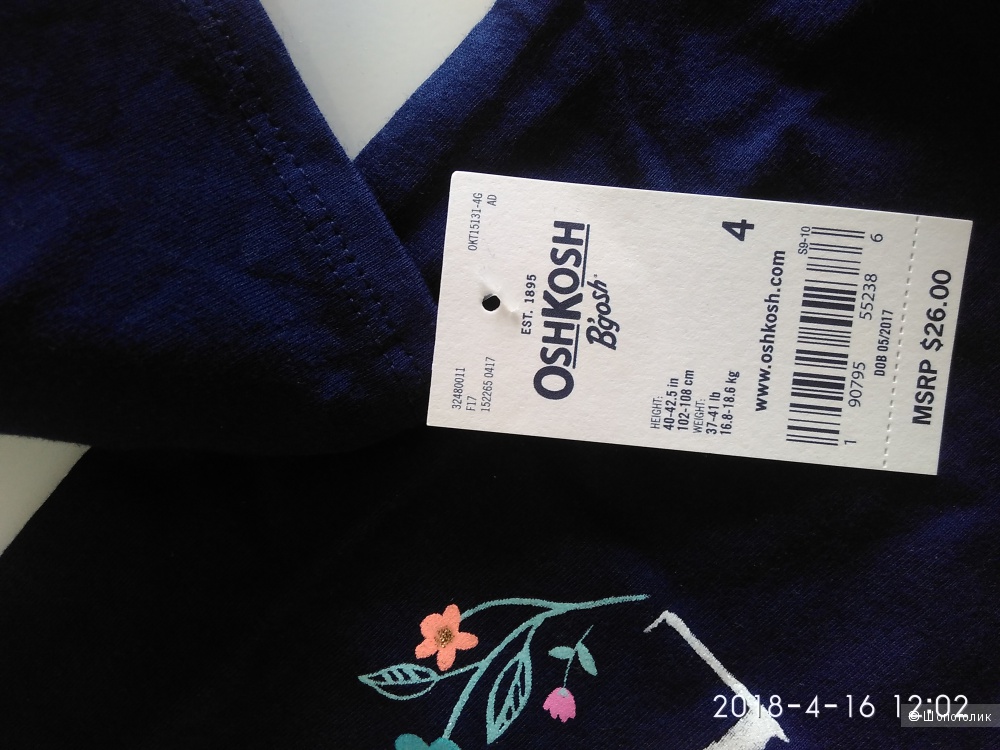 OKT15131-4G
AD
32480011
F17
152265 0417
EST. 1895
OSHKOSH
B'gosh
HEIGHT:
40-42.5 in
102-108 cm
WEIGHT:
37-41 lb
16.8-18.6 kg
4
www.oshkosh.com
S9-10
1 90795 55238 6
DOB 05/2017
MSRP $26.00
2018-4-16 12:02
Шопотолик